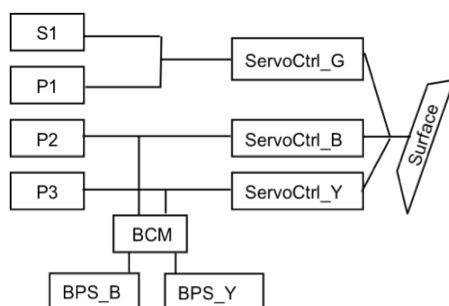 S1
ServoCtrl_G
P1
P2
ServoCtrl_B
P3
ServoCtrl_Y
Surface
BCM
BPS_B
BPS_Y